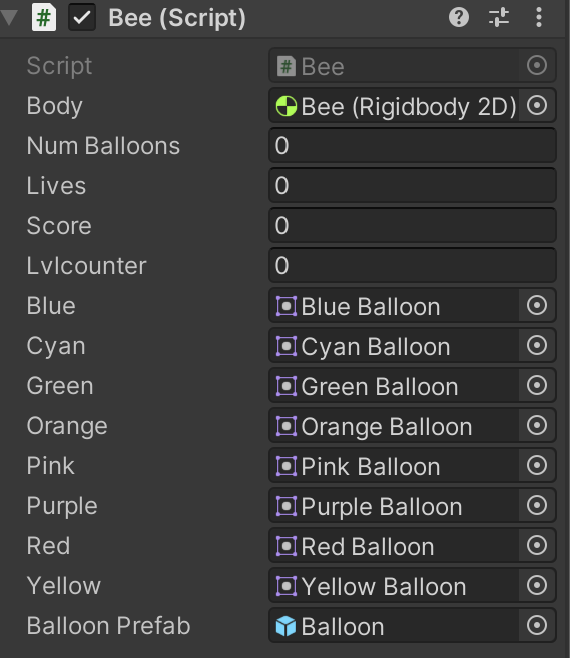 Bee (Script)
Script Bee
Body Bee (Rigidbody 2D)
Num Balloons 0
Lives 0
Score 0
Lvlcounter 0
Blue Blue Balloon
Cyan Cyan Balloon
Green Green Balloon
Orange Orange Balloon
Pink Pink Balloon
Purple Purple Balloon
Red Red Balloon
Yellow Yellow Balloon
Balloon Prefab Balloon